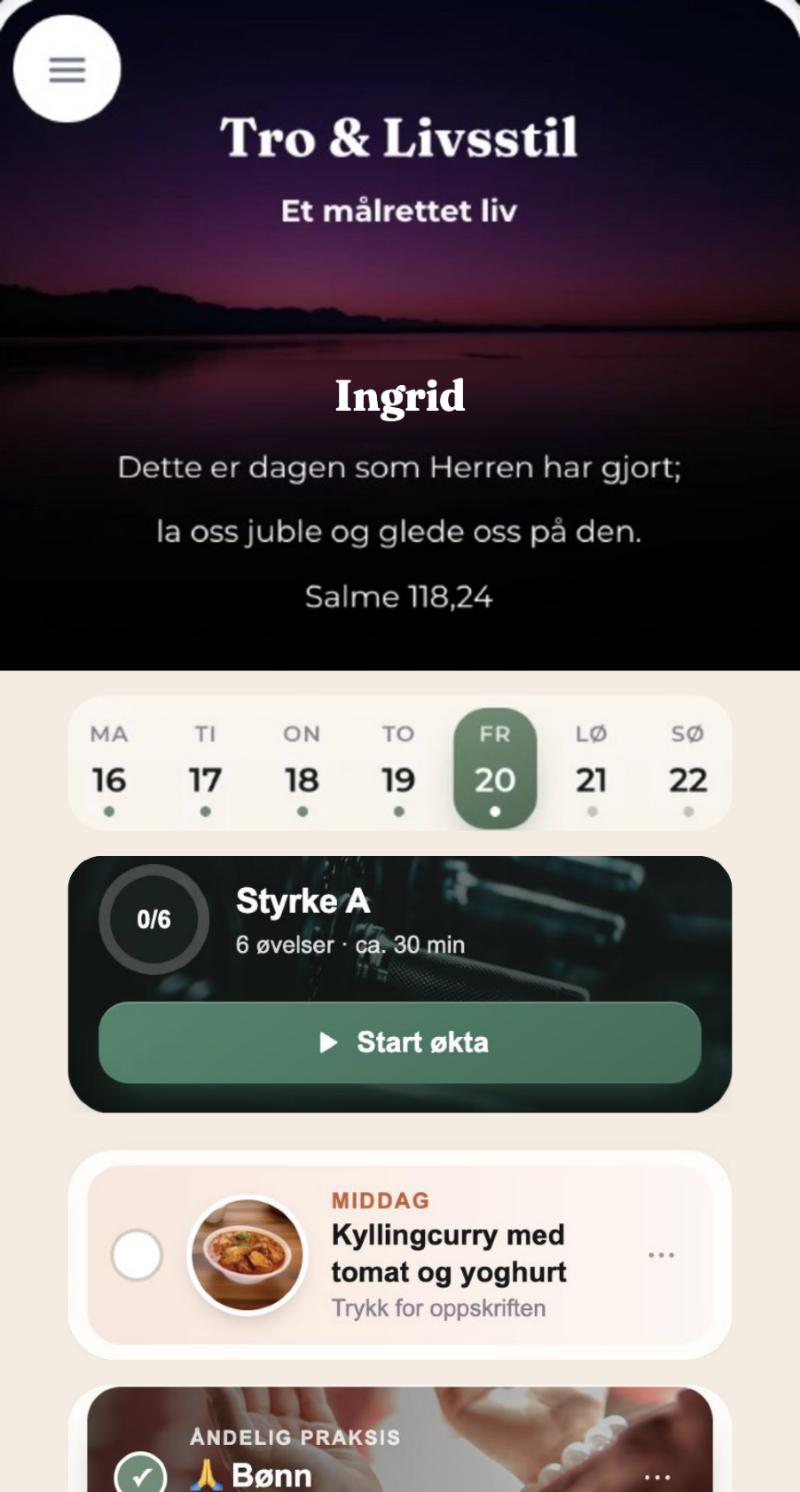 Tro & Livsstil
Et målrettet liv
Ingrid
Dette er dagen som Herren har gjort;
la oss juble og glede oss på den.
Salme 118,24
MA TI ON TO FR LØ SØ
16 17 18 19 20 21 22
0/6
Styrke A
6 øvelser · ca. 30 min
Start økta
MIDDAG
Kyllingcurry med
tomat og yoghurt
Trykk for oppskriften
ÅNDELIG PRAKSIS
🙏 Bønn